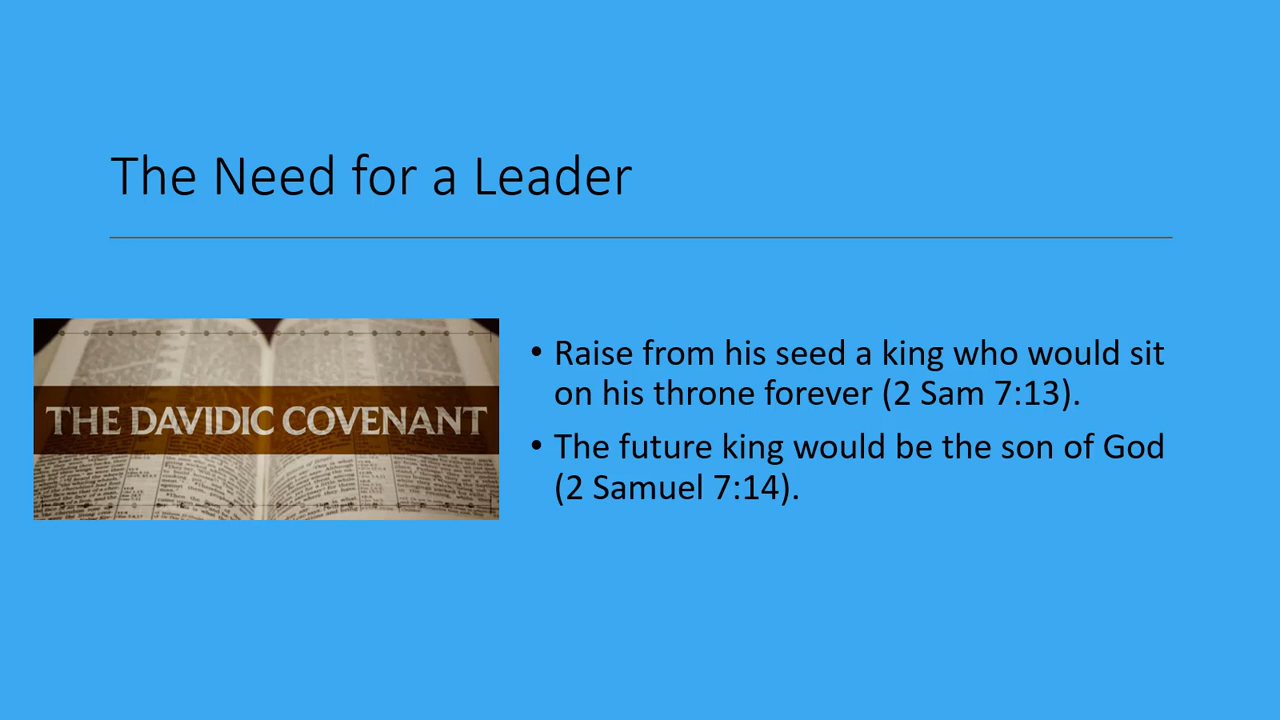 The Need for a Leader
THE DAVIDIC COVENANT
• Raise from his seed a king who would sit
on his throne forever (2 Sam 7:13).
• The future king would be the son of God
(2 Samuel 7:14).